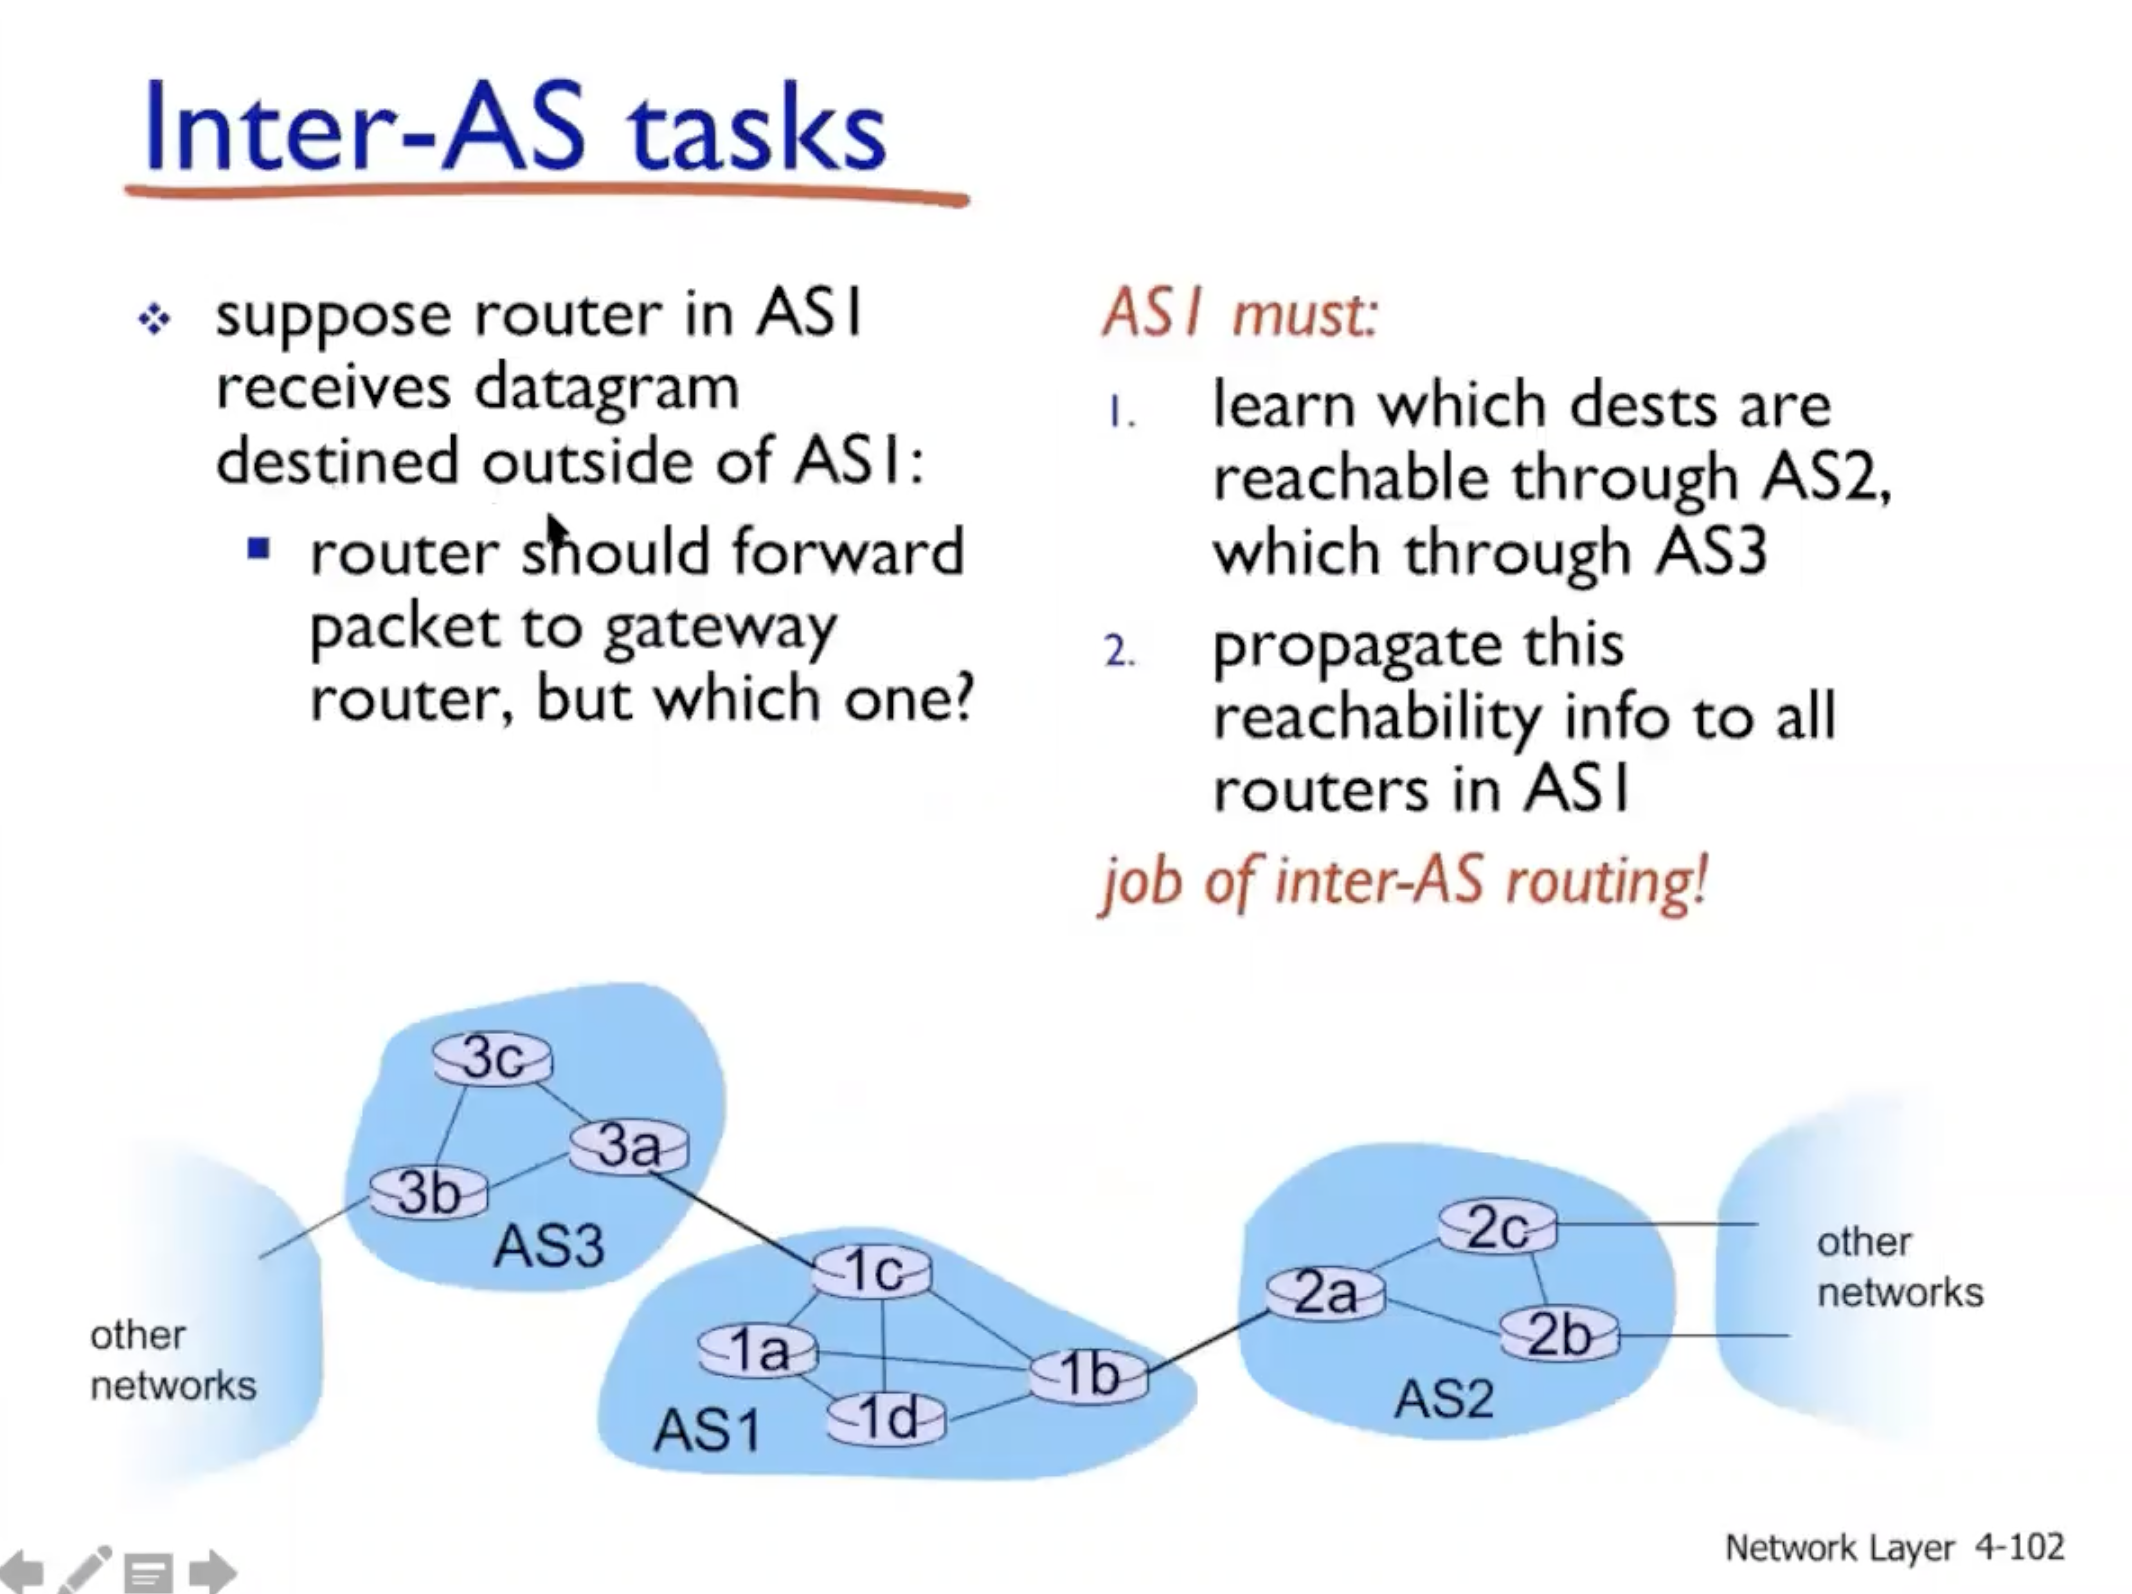 Inter-AS tasks
❖ suppose router in AS1
receives datagram
destined outside of AS1:
▪ router should forward
packet to gateway
router, but which one?
AS1 must:
1. learn which dests are
reachable through AS2,
which through AS3
2. propagate this
reachability info to all
routers in AS1
job of inter-AS routing!
3c
3a
3b
AS3
other
networks
1c
1a
1b
1d
AS1
2c
2a
2b
AS2
other
networks
Network Layer 4-102